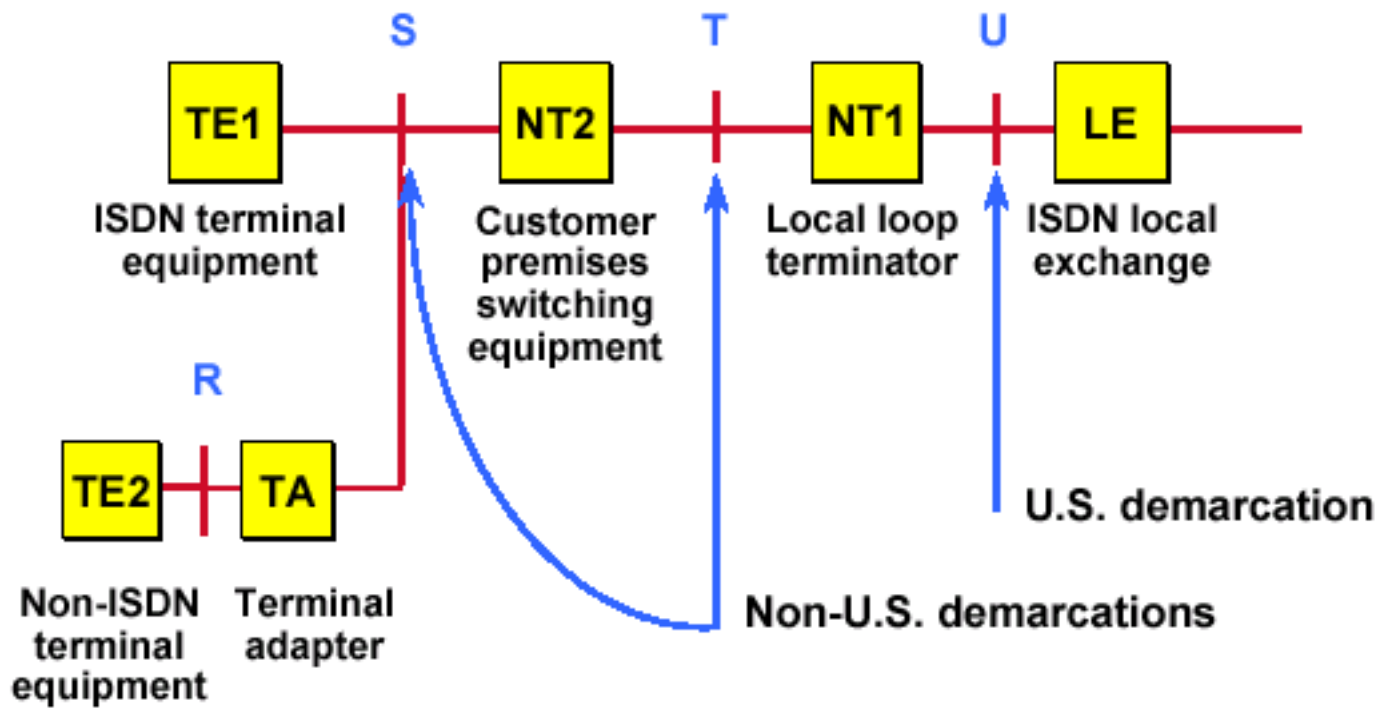 S
T
U
TE1
NT2
NT1
LE
ISDN terminal
equipment
Customer
premises
switching
equipment
Local loop
terminator
ISDN local
exchange
R
TE2
TA
U.S. demarcation
Non-ISDN
terminal
equipment
Terminal
adapter
Non-U.S. demarcations